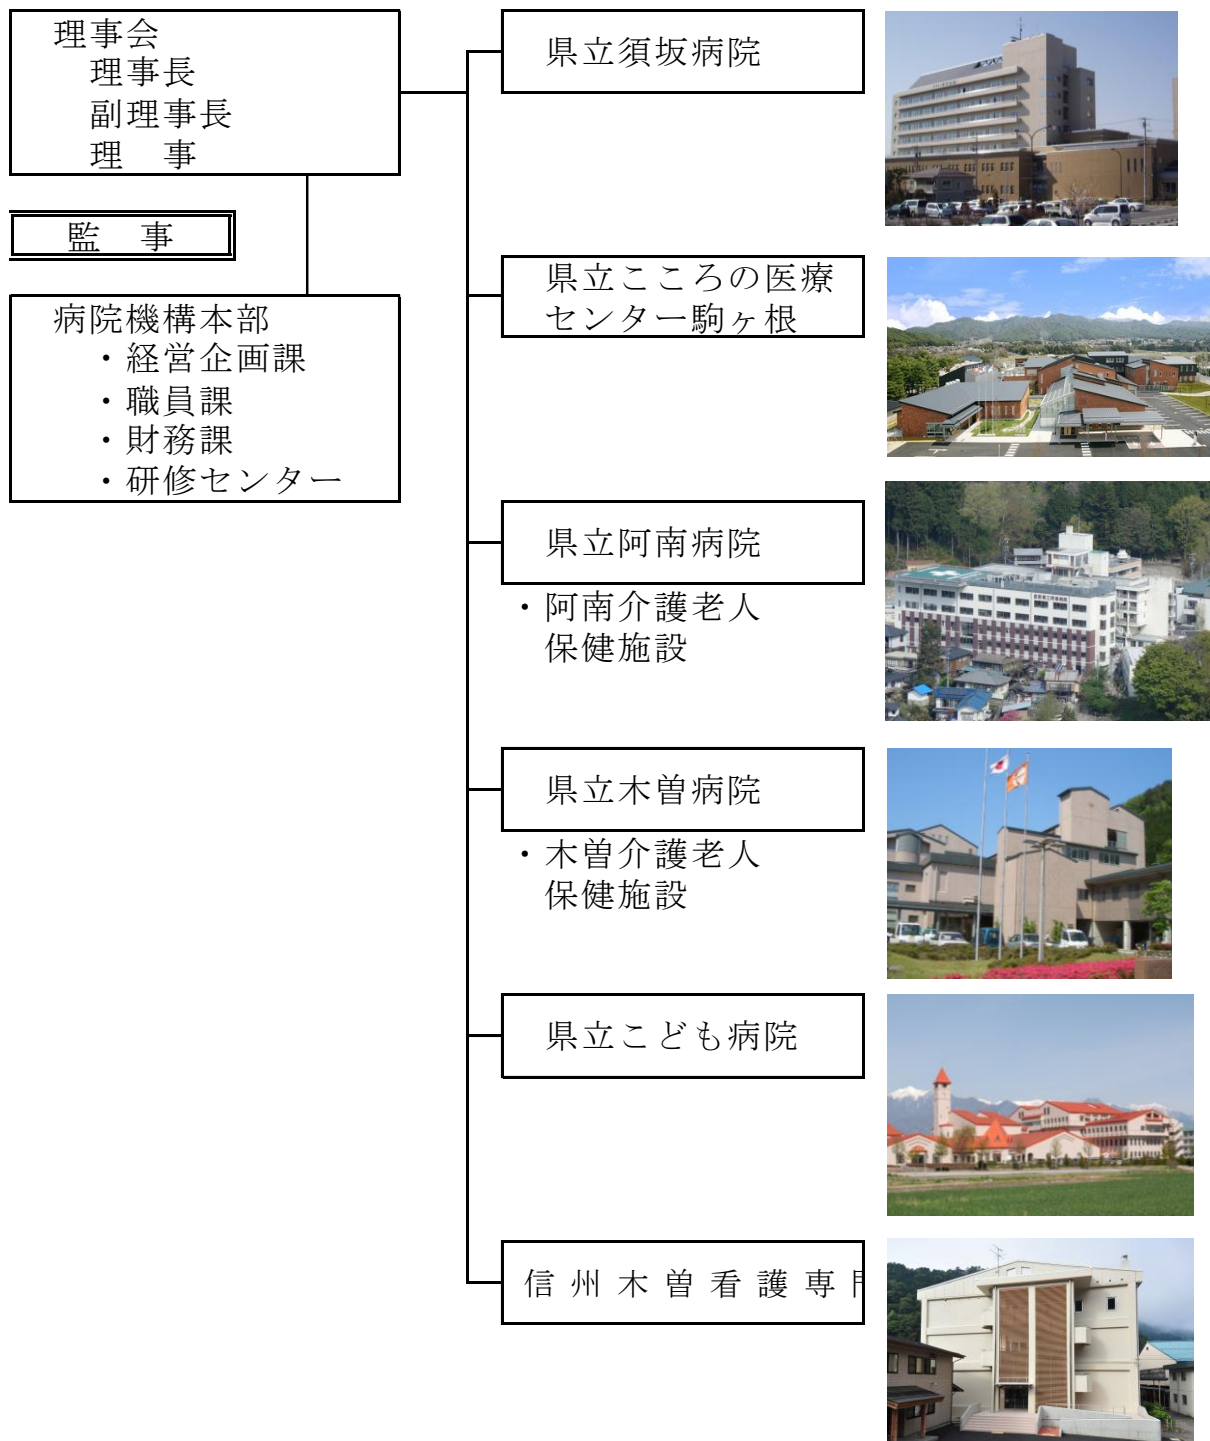 理事会
理事長
副理事長
理　事
監　事
病院機構本部
・経営企画課
・職員課
・財務課
・研修センター
県立須坂病院
県立こころの医療
センター駒ヶ根
県立阿南病院
・阿南介護老人
保健施設
県立木曽病院
・木曽介護老人
保健施設
県立こども病院
信州木曽看護専